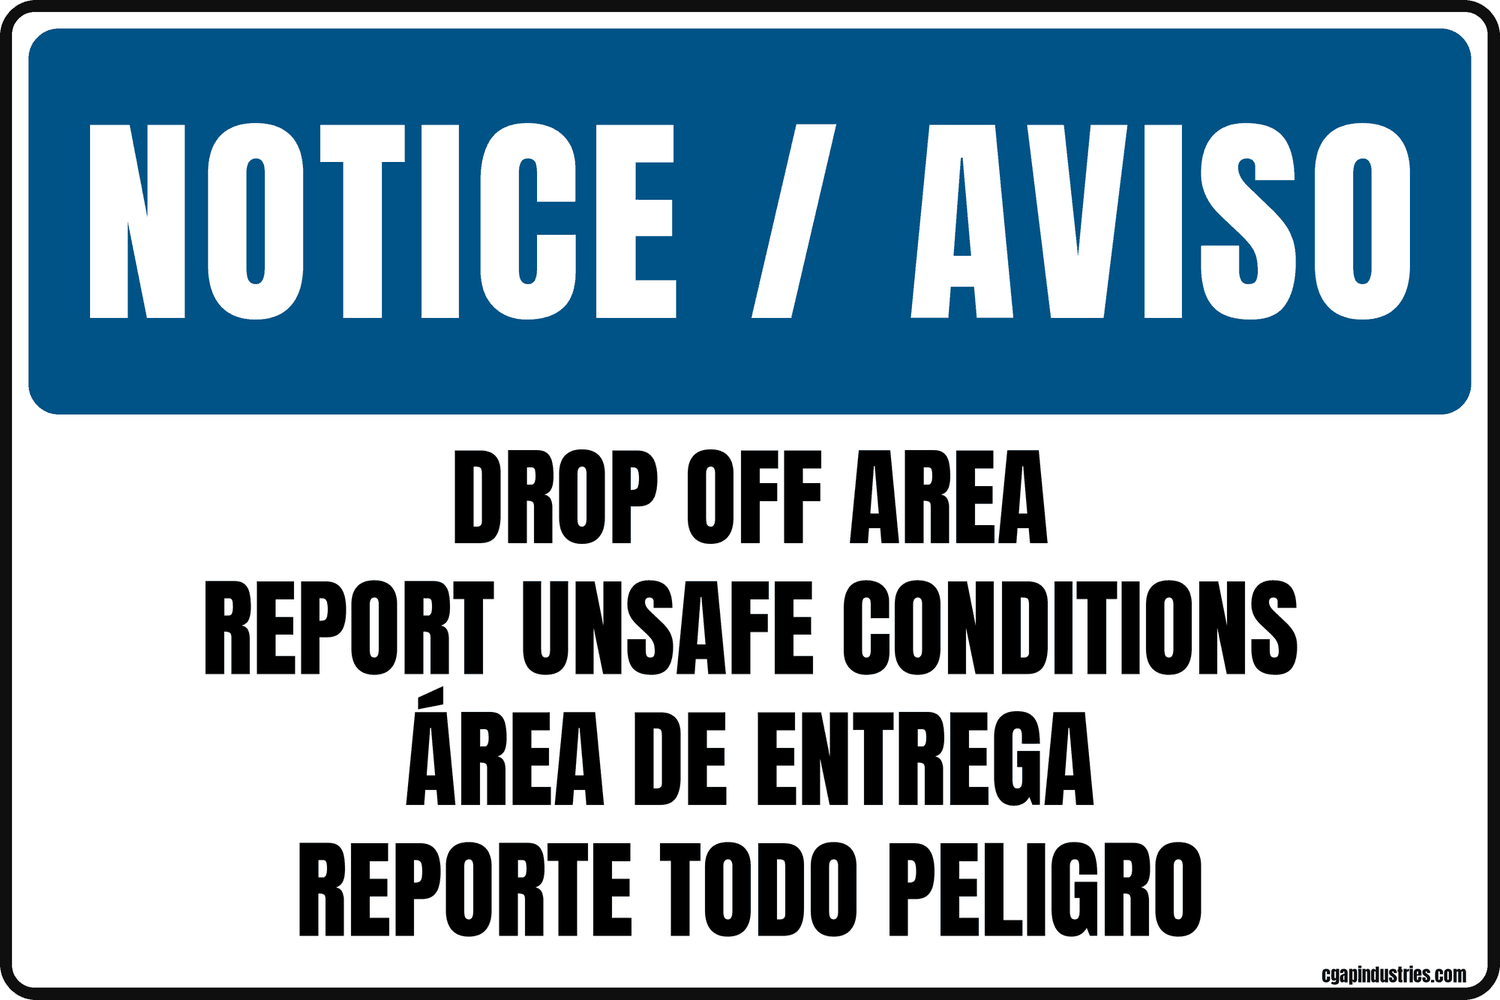 NOTICE / AVISO
DROP OFF AREA
REPORT UNSAFE CONDITIONS
ÁREA DE ENTREGA
REPORTE TODO PELIGRO
cgapindustries.com